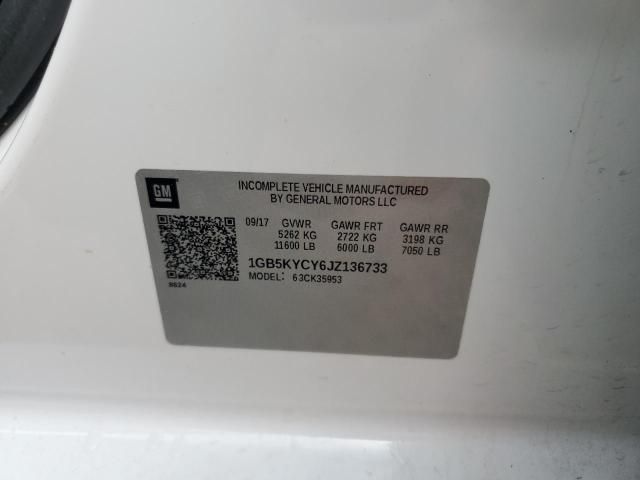 GM
INCOMPLETE VEHICLE MANUFACTURED
BY GENERAL MOTORS LLC
09/17 GVWR GAWR FRT GAWR RR
5262 KG 2722 KG 3198 KG
11600 LB 6000 LB 7050 LB
1GB5KYCY6JZ136733
MODEL: 63CK35953
8624